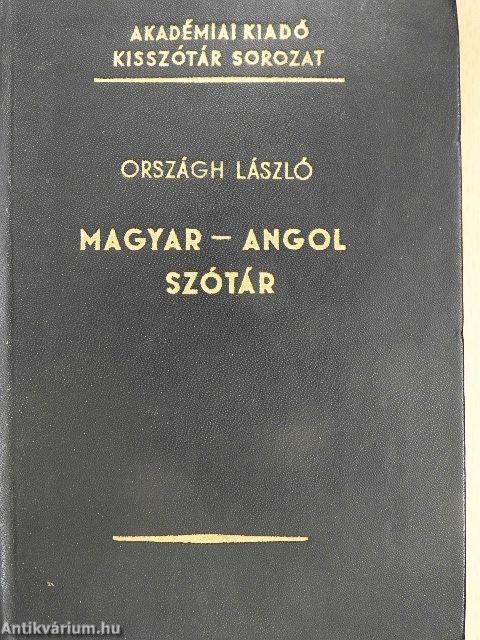 AKADÉMIAI KIADÓ
KISSZÓTÁR SOROZAT
ORSZÁGH LÁSZLÓ
MAGYAR – ANGOL
SZÓTÁR
Antikvárium.hu